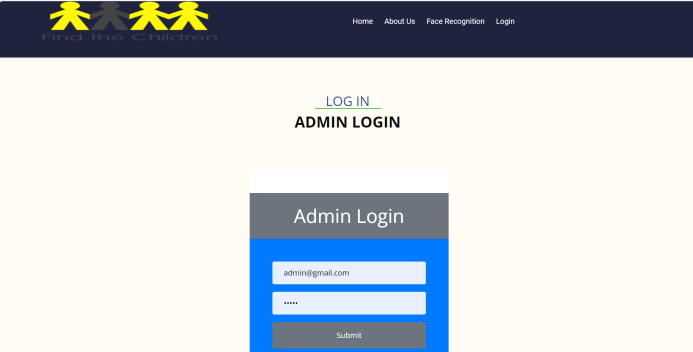 Find the Children
Home About Us Face Recognition Login
LOG IN
ADMIN LOGIN
Admin Login
admin@gmail.com
•••••
Submit